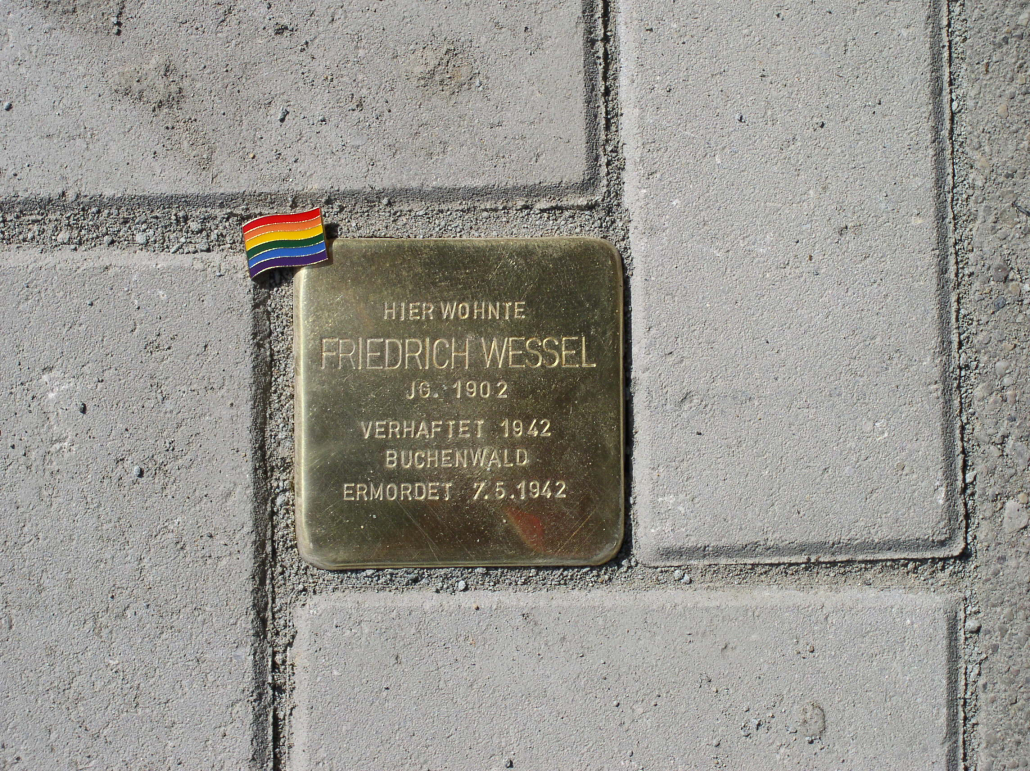 HIER WOHNTE
FRIEDRICH WESSEL
JG. 1902
VERHAFTET 1942
BUCHENWALD
ERMORDET 7.5.1942